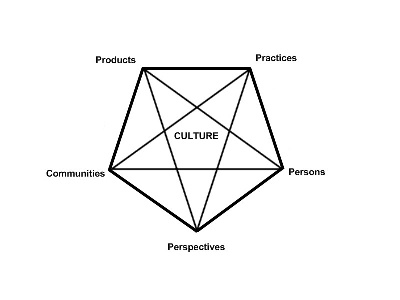 Products
Practices
CULTURE
Communities
Persons
Perspectives